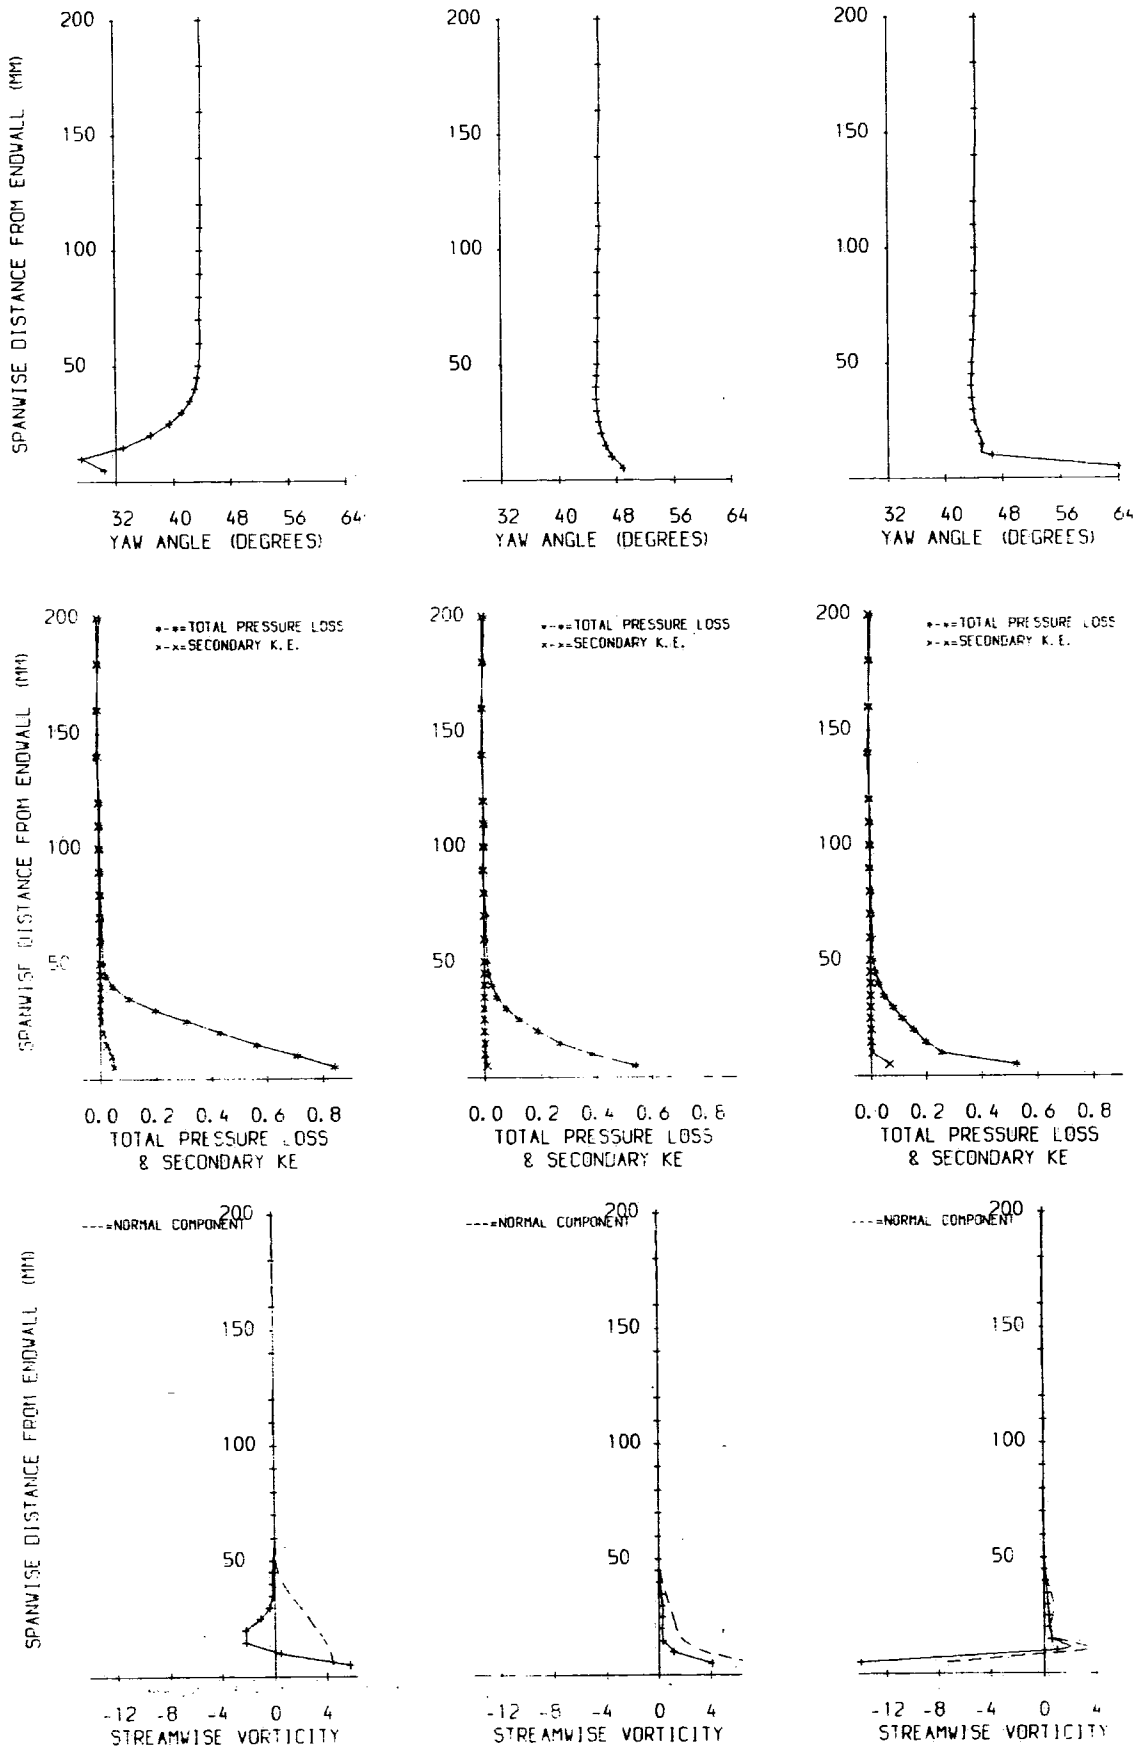 SPANWISE DISTANCE FROM ENDWALL (MM)
200
150
100
50
32 40 48 56 64
YAW ANGLE (DEGREES)
200
150
100
50
32 40 48 56 64
YAW ANGLE (DEGREES)
200
150
100
50
32 40 48 56 64
YAW ANGLE (DEGREES)
SPANWISE DISTANCE FROM ENDWALL (MM)
200
150
100
50
*-*=TOTAL PRESSURE LOSS
×-×=SECONDARY K.E.
0.0 0.2 0.4 0.6 0.8
TOTAL PRESSURE LOSS
& SECONDARY KE
200
150
100
50
*-*=TOTAL PRESSURE LOSS
×-×=SECONDARY K.E.
0.0 0.2 0.4 0.6 0.8
TOTAL PRESSURE LOSS
& SECONDARY KE
200
150
100
50
*-*=TOTAL PRESSURE LOSS
×-×=SECONDARY K.E.
0.0 0.2 0.4 0.6 0.8
TOTAL PRESSURE LOSS
& SECONDARY KE
SPANWISE DISTANCE FROM ENDWALL (MM)
---=NORMAL COMPONENT
200
150
100
50
-12 -8 -4 0 4
STREAMWISE VORTICITY
---=NORMAL COMPONENT
200
150
100
50
-12 -8 -4 0 4
STREAMWISE VORTICITY
---=NORMAL COMPONENT
200
150
100
50
-12 -8 -4 0 4
STREAMWISE VORTICITY